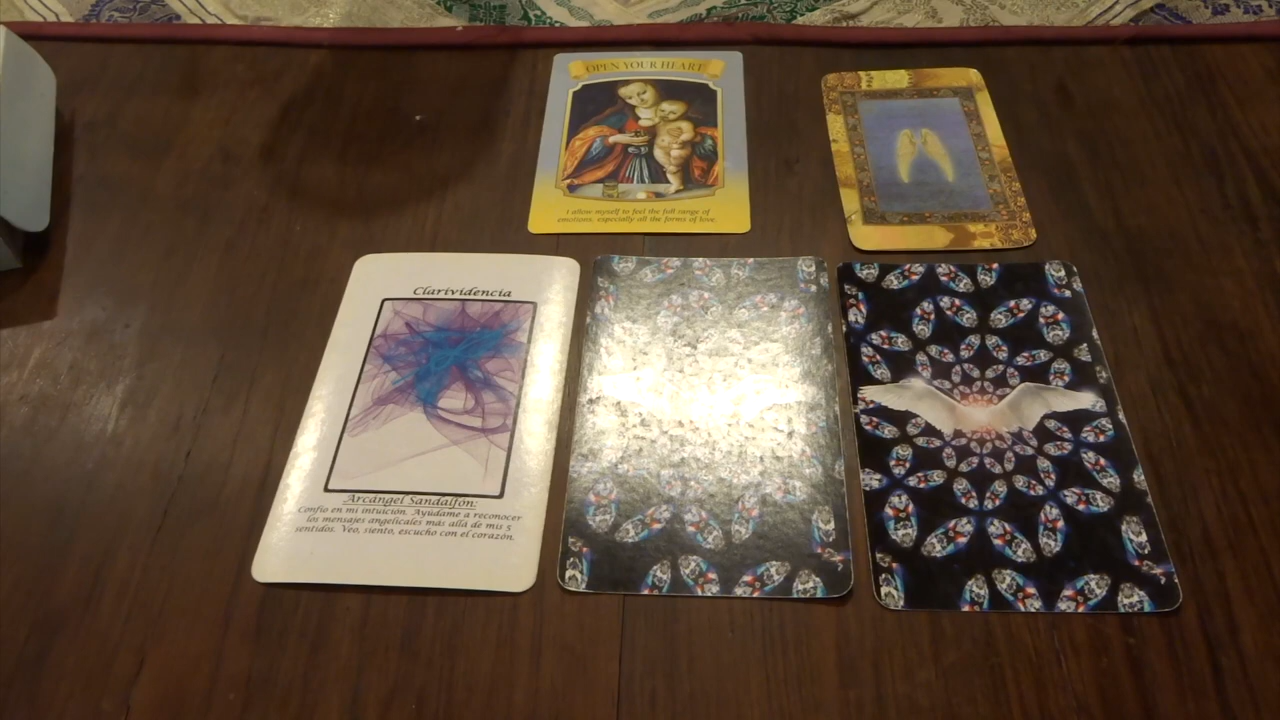 OPEN YOUR HEART
I allow myself to feel the full range of
emotions, especially all the forms of love.
Clarividencia
Arcángel Sandalfón:
Confío en mi intuición. Ayúdame a reconocer
los mensajes angelicales más allá de mis 5
sentidos. Veo, siento, escucho con el corazón.